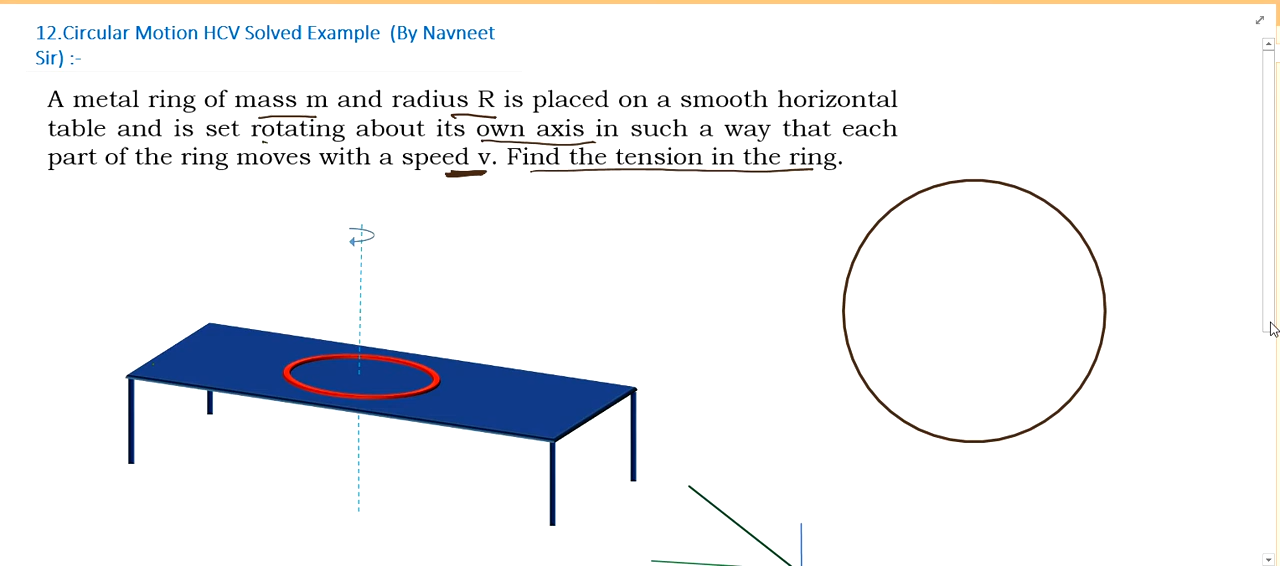 12.Circular Motion HCV Solved Example (By Navneet
Sir) :-
A metal ring of mass m and radius R is placed on a smooth horizontal
table and is set rotating about its own axis in such a way that each
part of the ring moves with a speed v. Find the tension in the ring.